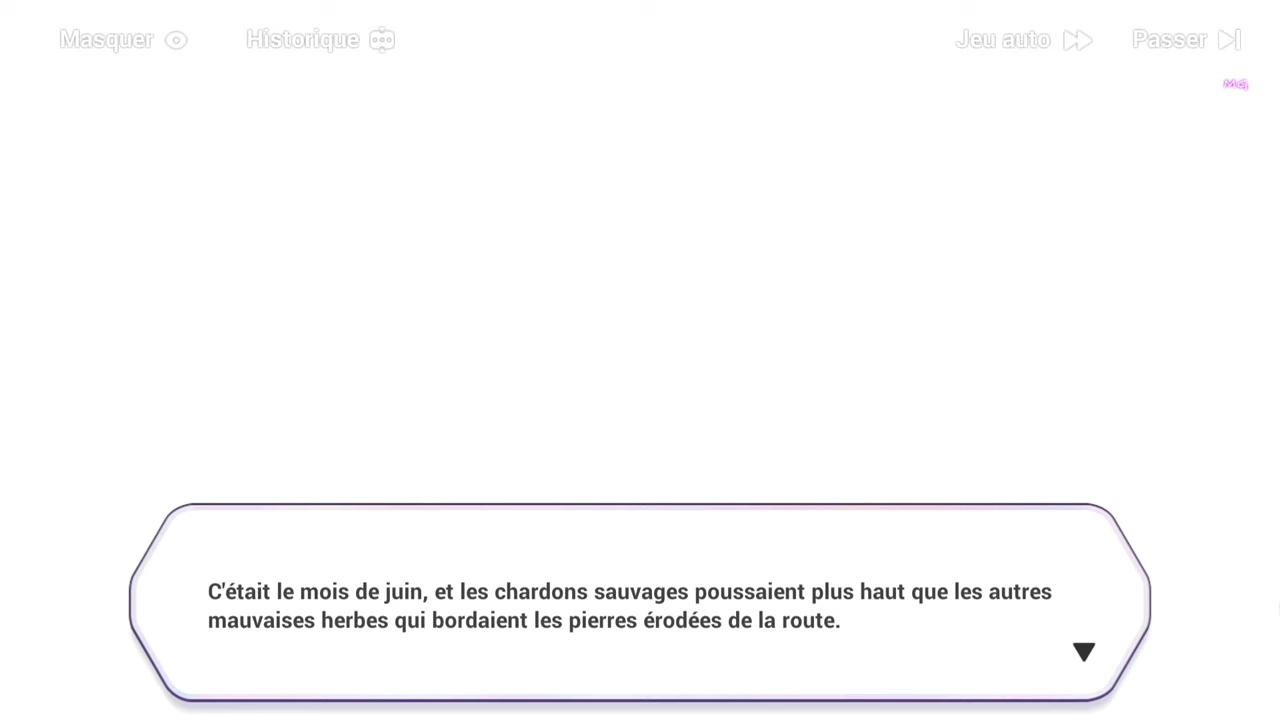 Masquer Historique Jeu auto Passer
MG
C'était le mois de juin, et les chardons sauvages poussaient plus haut que les autres
mauvaises herbes qui bordaient les pierres érodées de la route.